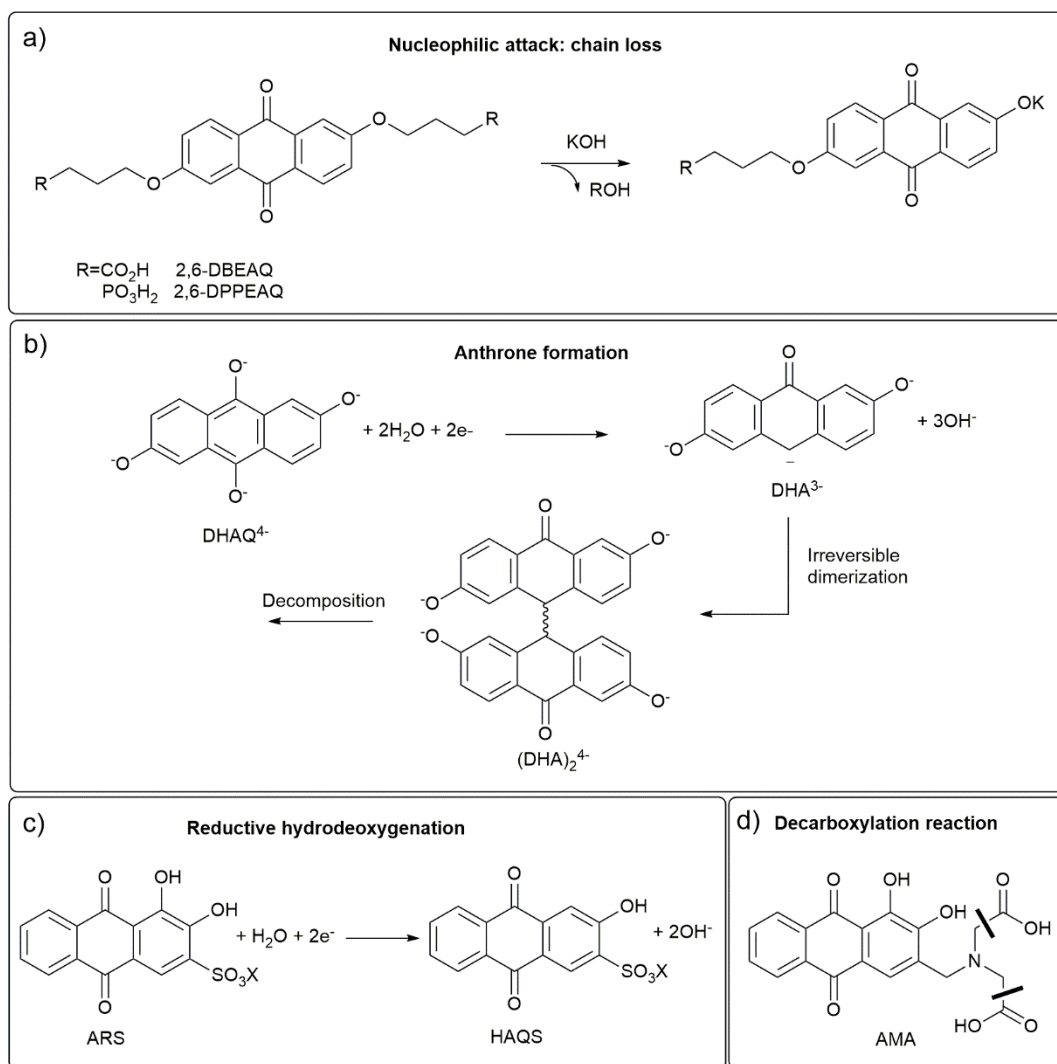 a)
Nucleophilic attack: chain loss
O
R
O
O
R
O
KOH
ROH
O
OK
R
O
O
R=CO₂H 2,6-DBEAQ
PO₃H₂ 2,6-DPPEAQ
b)
Anthrone formation
O⁻
O⁻
⁻O
O⁻
DHAQ⁴⁻
+ 2H₂O + 2e-
O
O⁻
⁻O
–
DHA³⁻
+ 3OH⁻
Irreversible
dimerization
O
O⁻
⁻O
⁻O
O⁻
O
(DHA)₂⁴⁻
Decomposition
c)
Reductive hydrodeoxygenation
O
OH
OH
SO₃X
O
ARS
+ H₂O + 2e⁻
O
OH
SO₃X
O
HAQS
+ 2OH⁻
d)
Decarboxylation reaction
O
OH
OH
O
OH
N
O
HO
O
AMA